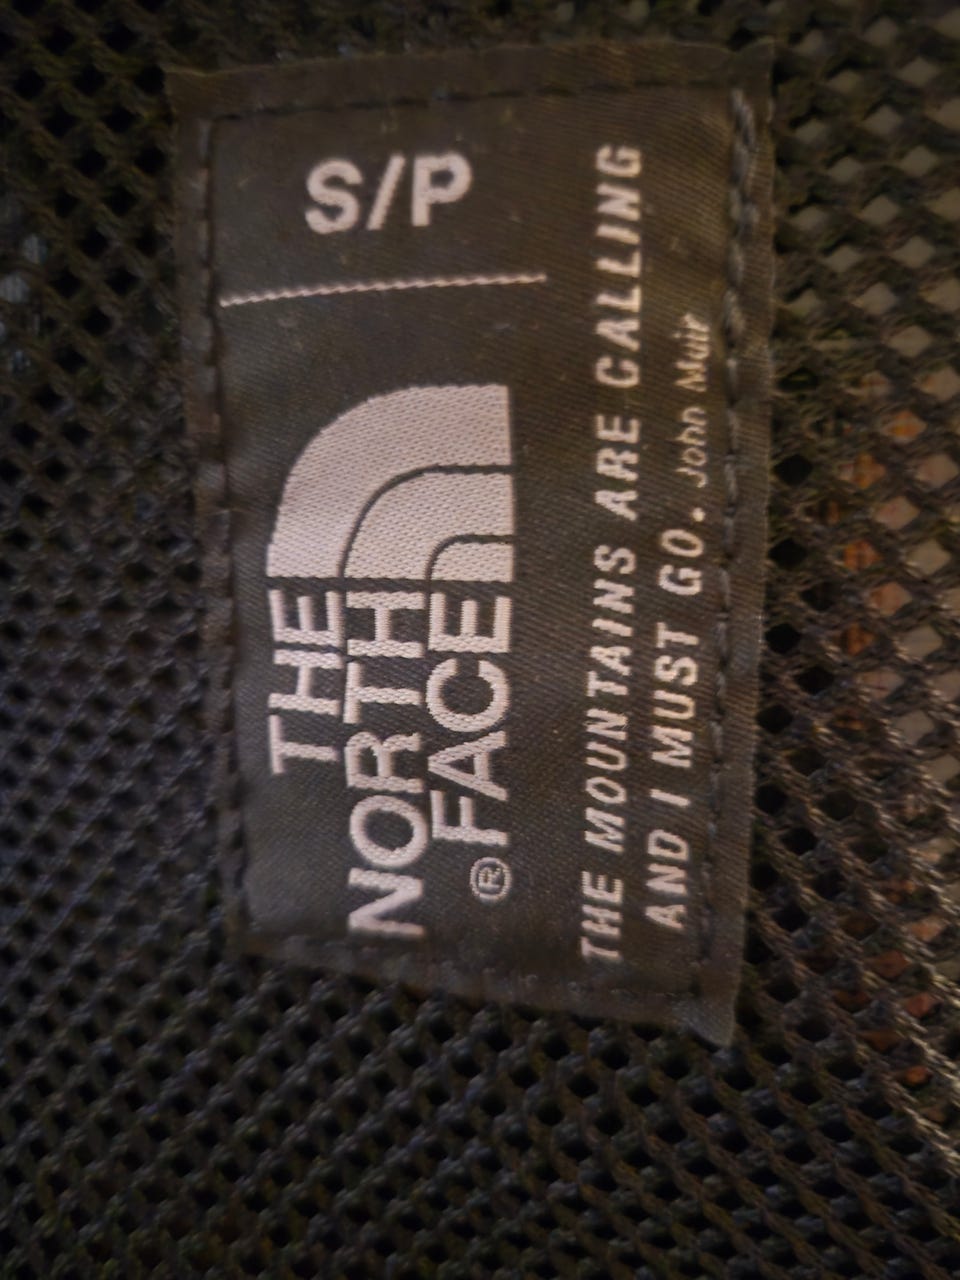 THE
NORTH
®FACE
S/P
THE MOUNTAINS ARE CALLING
AND I MUST GO. John Muir